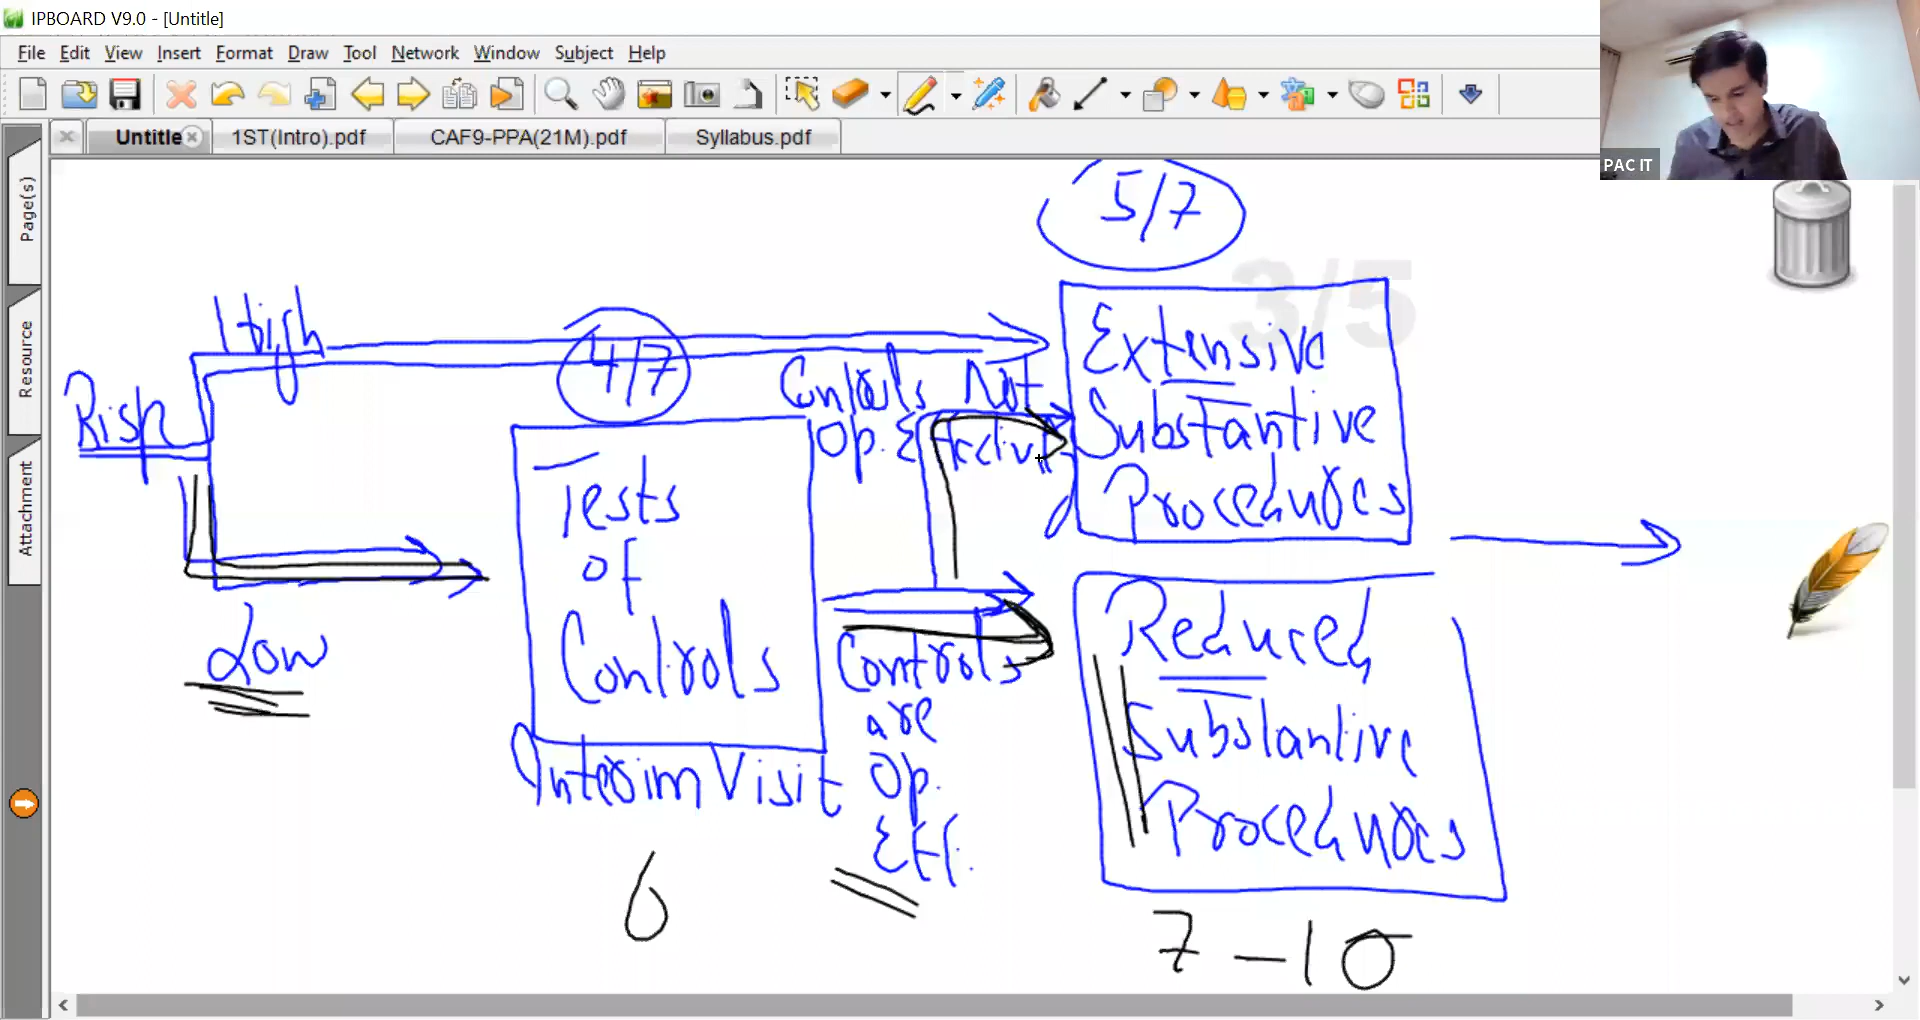 IPBOARD V9.0 - [Untitle]
File Edit View Insert Format Draw Tool Network Window Subject Help
Untitle 1ST(Intro).pdf CAF9-PPA(21M).pdf Syllabus.pdf
PAC IT
Page(s)
Resource
Attachment
5/7
3/5
High
4/7
Risk
Controls Not
Op. Effectively
Extensive
Substantive
Procedures
Tests
of
Controls
Low
Interim Visit
Controls
are
Op.
Eff.
Reduced
Substantive
Procedures
6
7-10